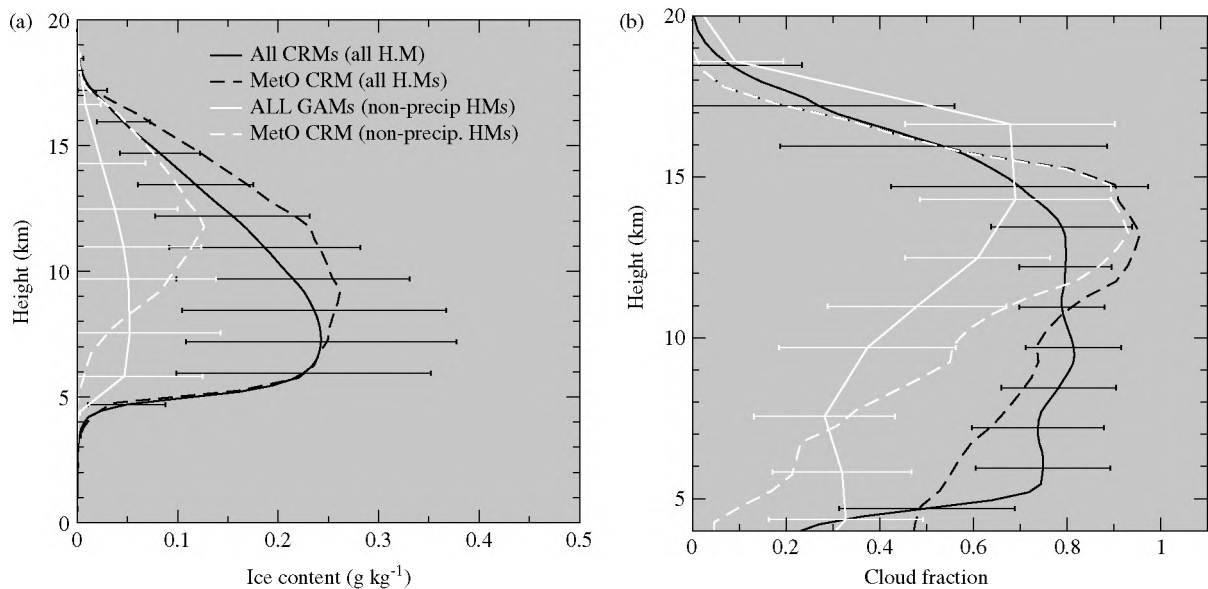 (a)
20
15
10
5
0
Height (km)
0
0.1
0.2
0.3
0.4
0.5
Ice content (g kg⁻¹)
All CRMs (all H.M)
MetO CRM (all H.Ms)
ALL GAMs (non-precip HMs)
MetO CRM (non-precip. HMs)
(b)
20
15
10
5
Height (km)
0
0.2
0.4
0.6
0.8
1
Cloud fraction